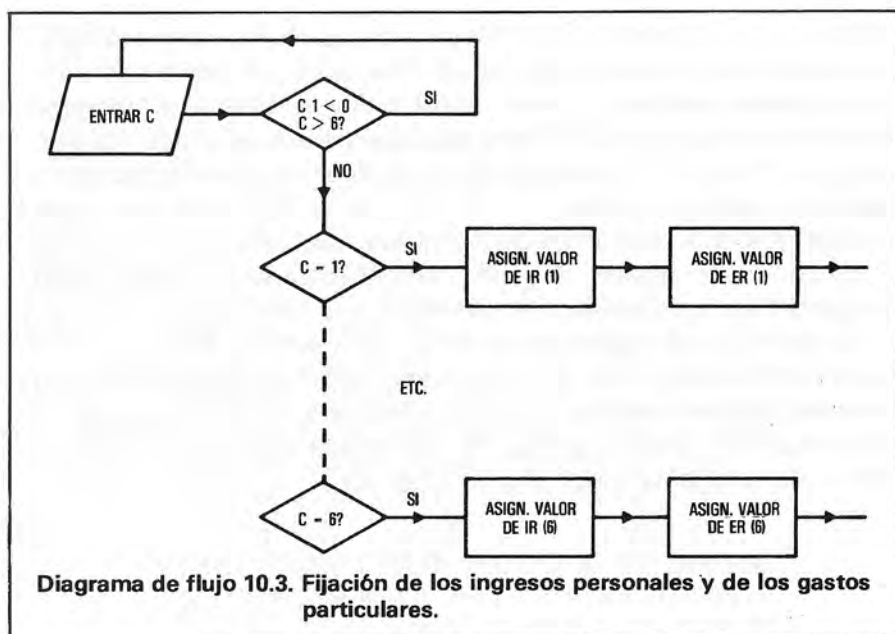 ENTRAR C
C 1 < 0
C > 6?
SI
NO
C - 1?
SI
ASIGN. VALOR
DE IR (1)
ASIGN. VALOR
DE ER (1)
ETC.
C - 6?
SI
ASIGN. VALOR
DE IR (6)
ASIGN. VALOR
DE ER (6)
Diagrama de flujo 10.3. Fijación de los ingresos personales y de los gastos
particulares.